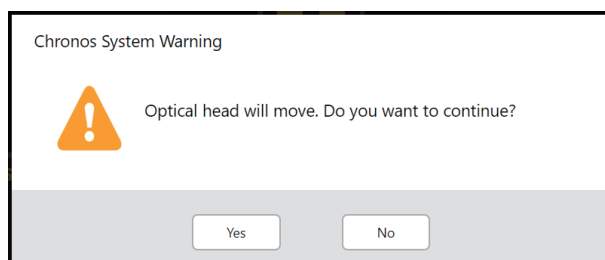 Chronos System Warning
Optical head will move. Do you want to continue?
Yes No